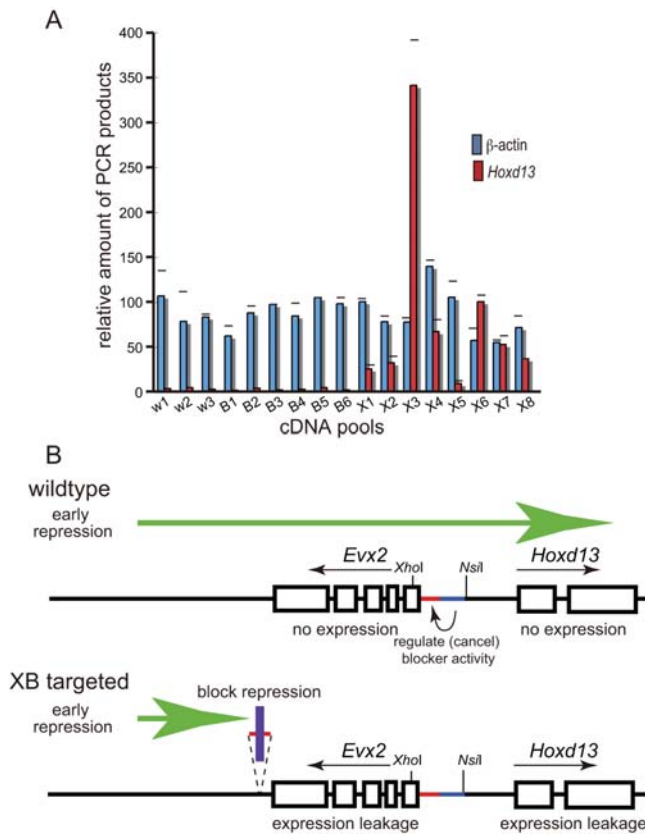 A
400
350
300
250
200
150
100
50
0
relative amount of PCR products
β-actin
Hoxd13
w1 w2 w3 B1 B2 B3 B4 B5 B6 X1 X2 X3 X4 X5 X6 X7 X8
cDNA pools
B
wildtype
early
repression
Evx2 XhoI NsiI Hoxd13
no expression regulate (cancel) no expression
blocker activity
XB targeted
early
repression
block repression
Evx2 XhoI NsiI Hoxd13
expression leakage expression leakage